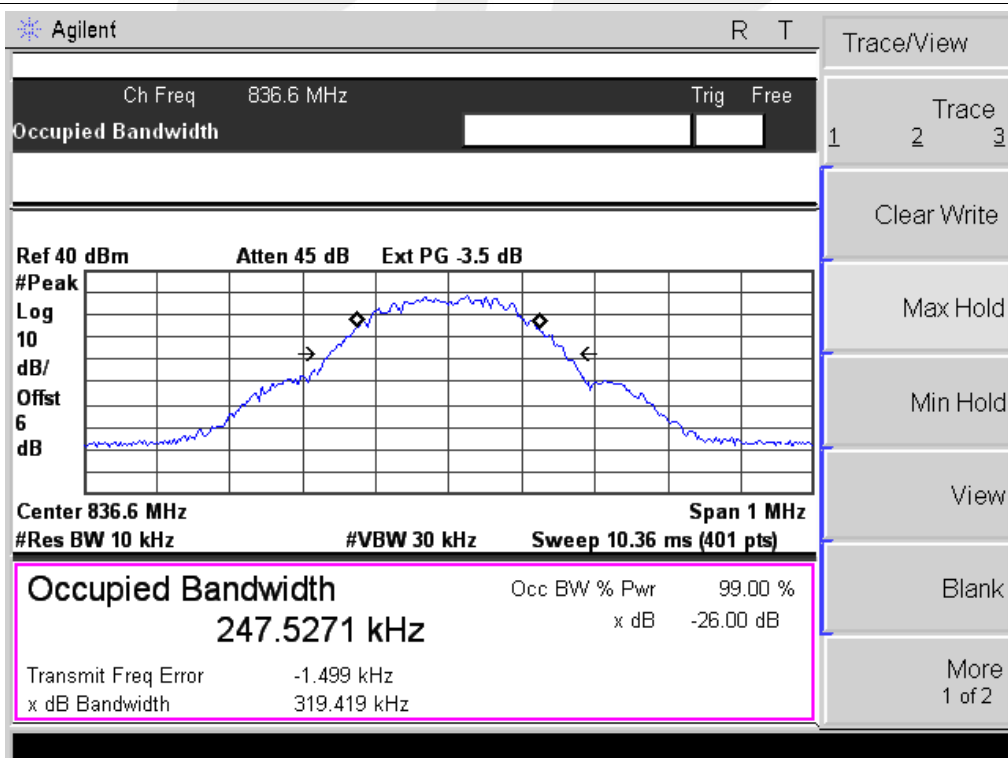 Agilent
R T
Ch Freq 836.6 MHz Trig Free
Occupied Bandwidth
Ref 40 dBm Atten 45 dB Ext PG -3.5 dB
#Peak
Log
10
dB/
Offst
6
dB
Center 836.6 MHz Span 1 MHz
#Res BW 10 kHz #VBW 30 kHz Sweep 10.36 ms (401 pts)
Occupied Bandwidth
247.5271 kHz
Occ BW % Pwr 99.00 %
x dB -26.00 dB
Transmit Freq Error -1.499 kHz
x dB Bandwidth 319.419 kHz
Trace/View
Trace
1 2 3
Clear Write
Max Hold
Min Hold
View
Blank
More
1 of 2